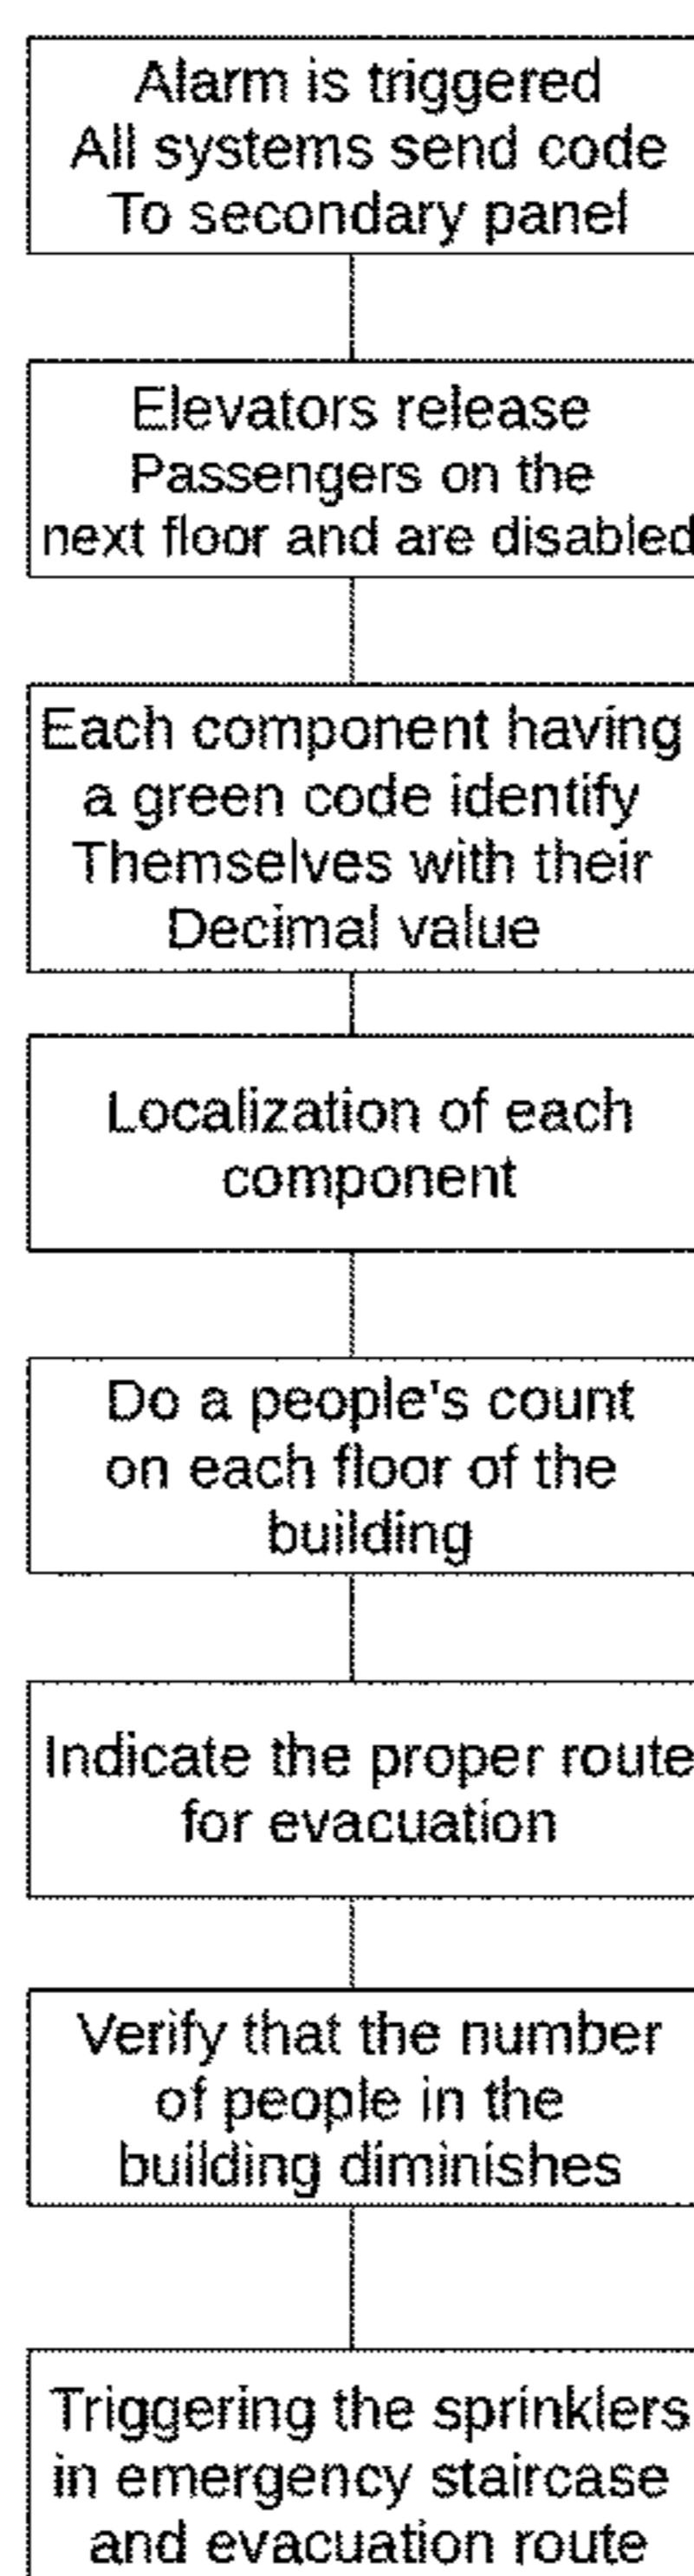 Alarm is triggered
All systems send code
To secondary panel
Elevators release
Passengers on the
next floor and are disabled
Each component having
a green code identify
Themselves with their
Decimal value
Localization of each
component
Do a people's count
on each floor of the
building
Indicate the proper route
for evacuation
Verify that the number
of people in the
building diminishes
Triggering the sprinklers
in emergency staircase
and evacuation route